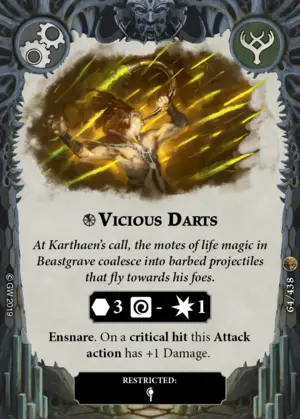 Vicious Darts
At Karthaen's call, the motes of life magic in
Beastgrave coalesce into barbed projectiles
that fly towards his foes.
3 - 1
Ensnare. On a critical hit this Attack
action has +1 Damage.
RESTRICTED:
© GW 2019
64/438